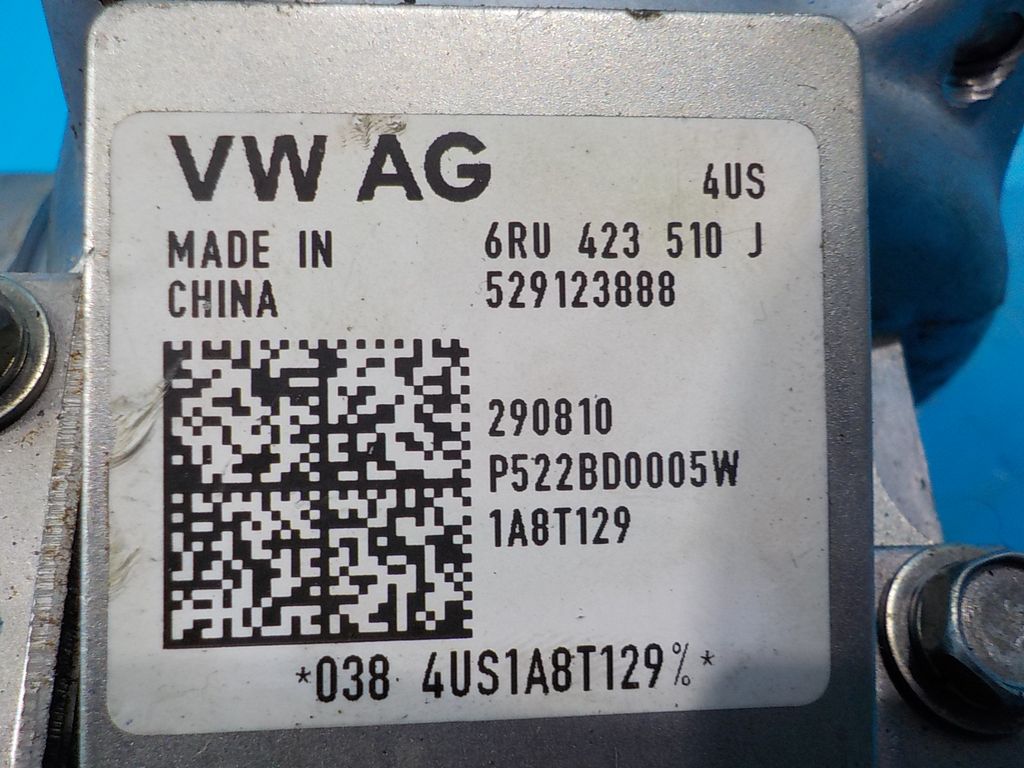 VW AG
4US
MADE IN
CHINA
6RU 423 510 J
529123888
290810
P522BD0005W
1A8T129
*038 4US1A8T129%*